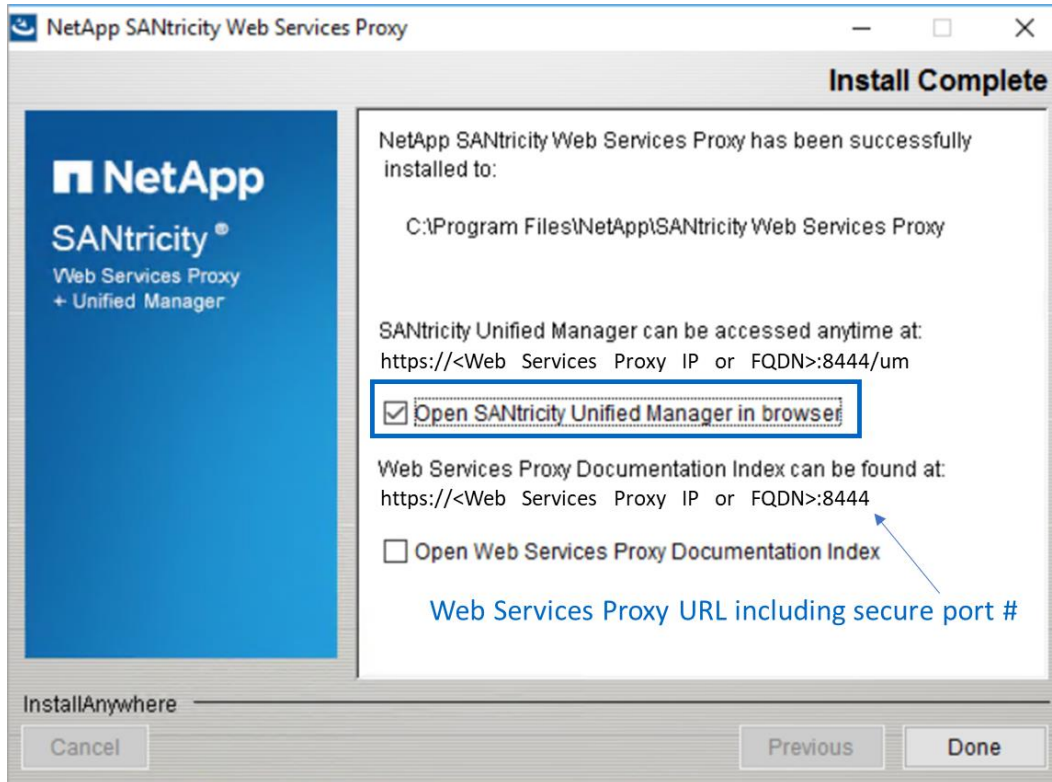 NetApp SANtricity Web Services Proxy
Install Complete
NetApp
SANtricity ®
Web Services Proxy
+ Unified Manager
NetApp SANtricity Web Services Proxy has been successfully
installed to:
C:\Program Files\NetApp\SANtricity Web Services Proxy
SANtricity Unified Manager can be accessed anytime at:
https://<Web Services Proxy IP or FQDN>:8444/um
Open SANtricity Unified Manager in browser
Web Services Proxy Documentation Index can be found at:
https://<Web Services Proxy IP or FQDN>:8444
Open Web Services Proxy Documentation Index
Web Services Proxy URL including secure port #
InstallAnywhere
Cancel
Previous
Done